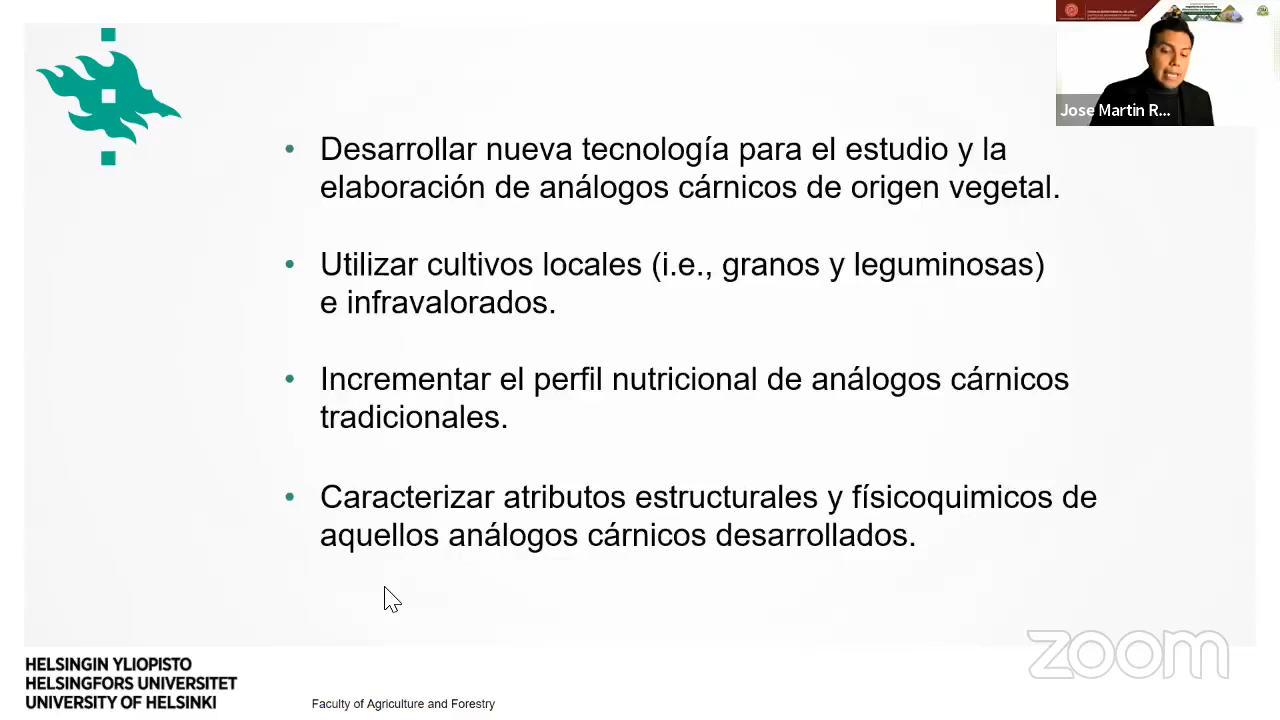 Jose Martin R...
• Desarrollar nueva tecnología para el estudio y la
elaboración de análogos cárnicos de origen vegetal.
• Utilizar cultivos locales (i.e., granos y leguminosas)
e infravalorados.
• Incrementar el perfil nutricional de análogos cárnicos
tradicionales.
• Caracterizar atributos estructurales y físicoquimicos de
aquellos análogos cárnicos desarrollados.
zoom
HELSINGIN YLIOPISTO
HELSINGFORS UNIVERSITET
UNIVERSITY OF HELSINKI
Faculty of Agriculture and Forestry